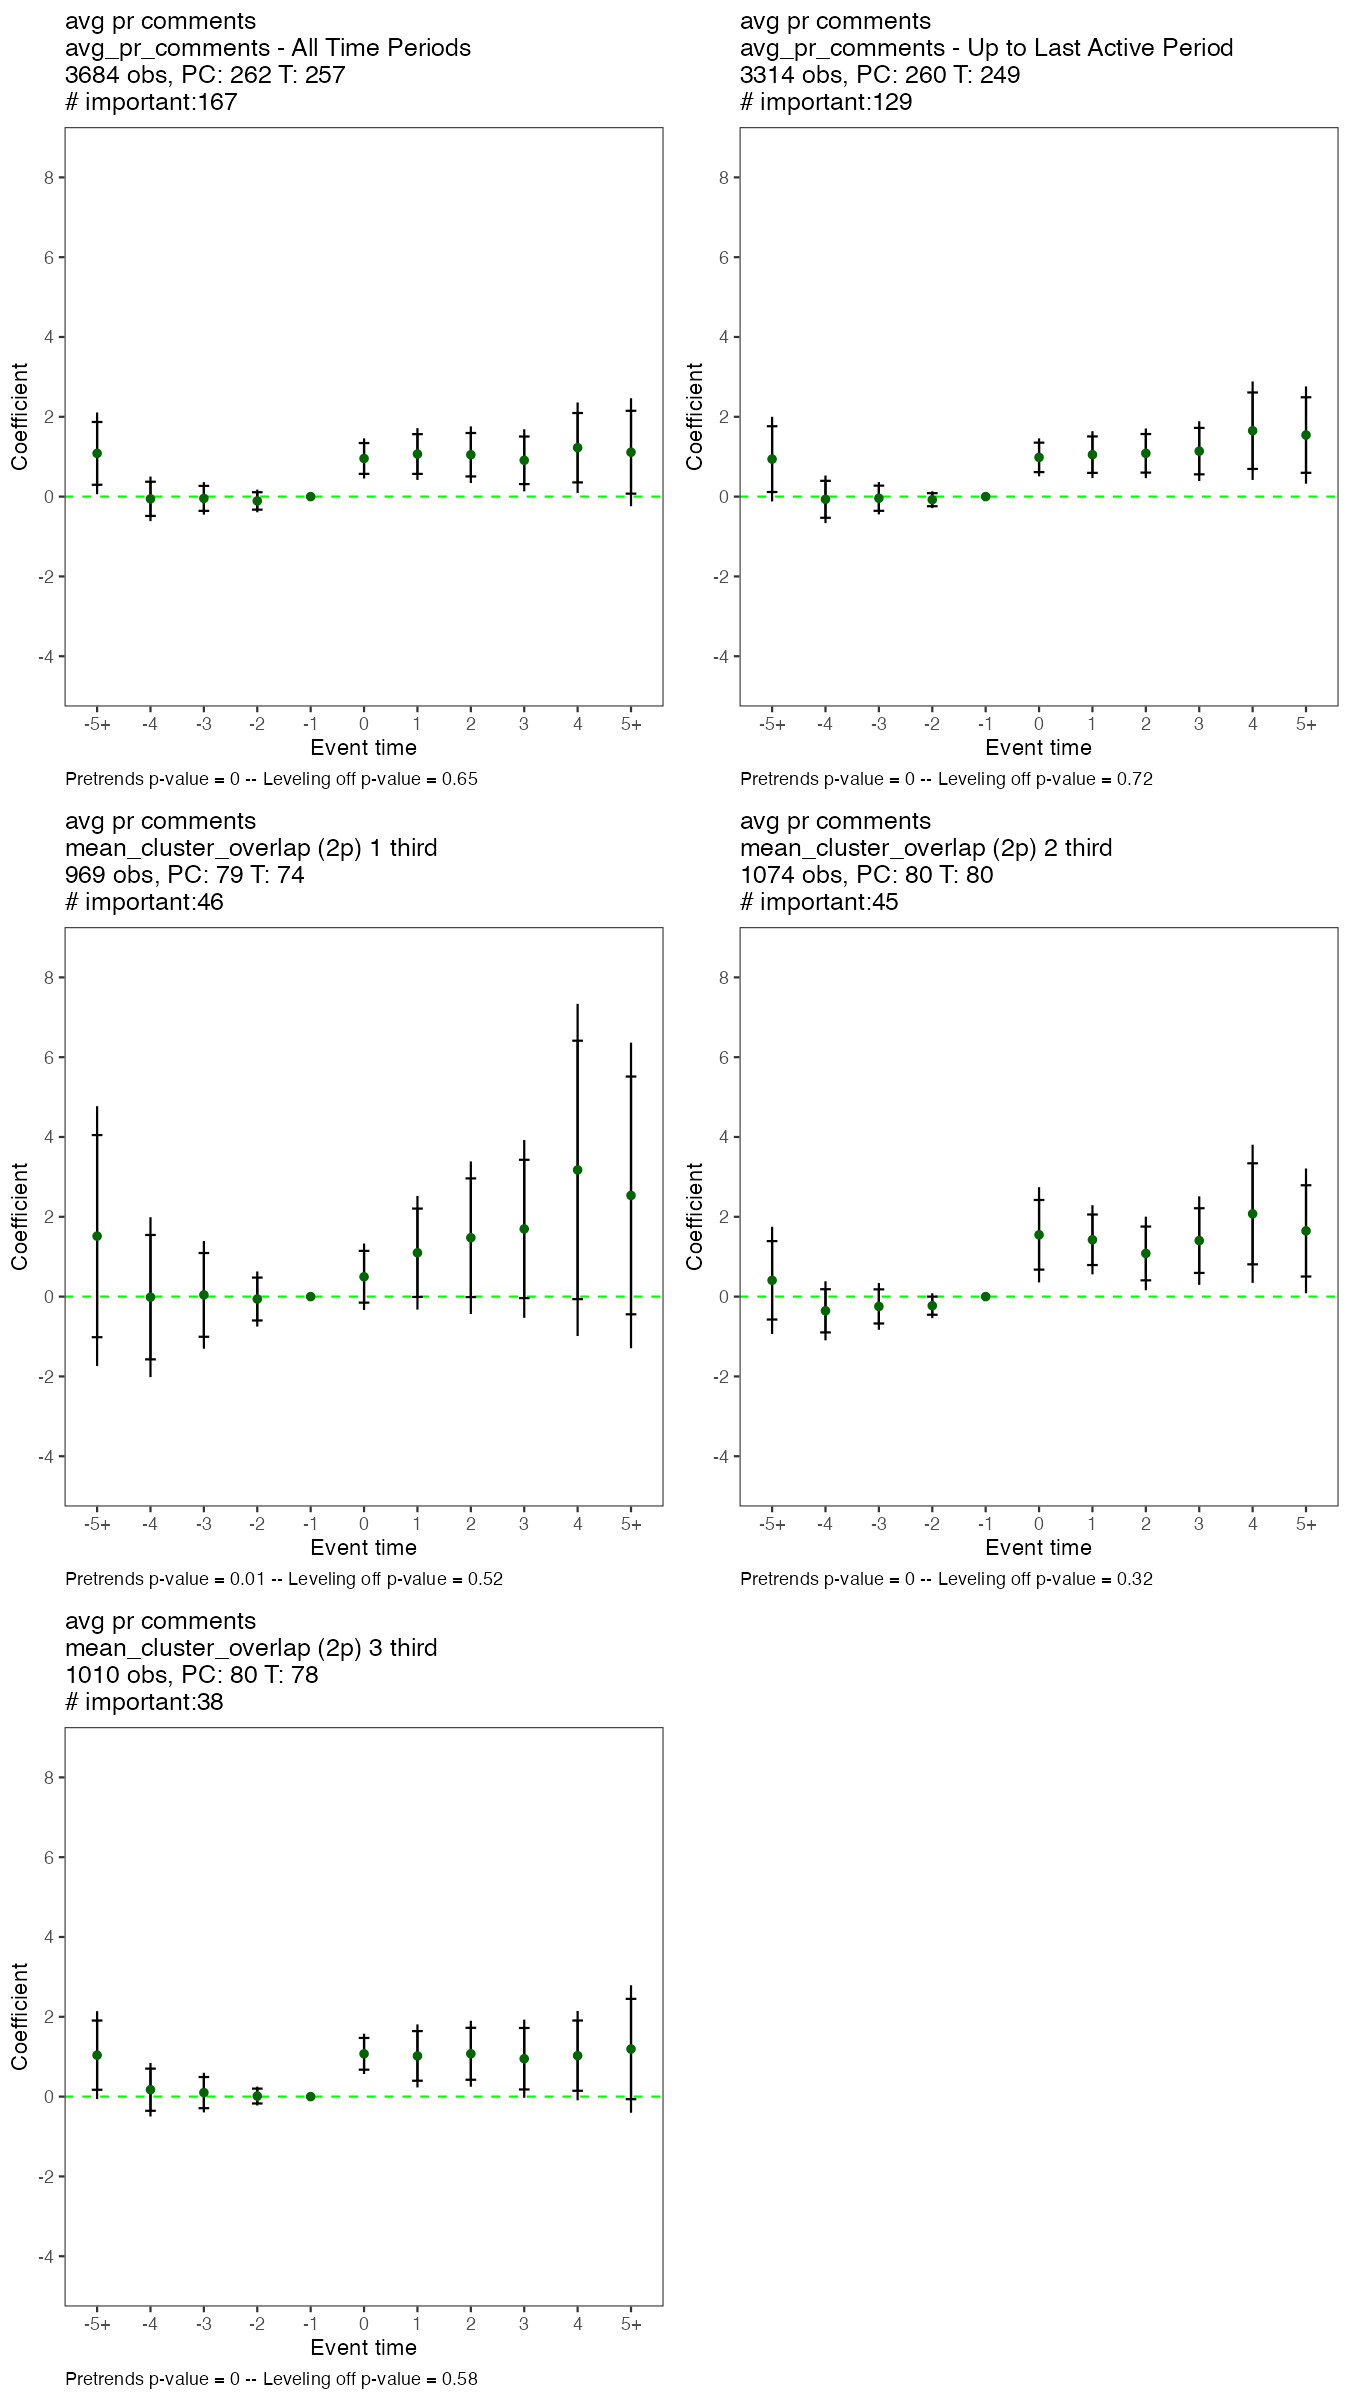 avg pr comments
avg_pr_comments - All Time Periods
3684 obs, PC: 262 T: 257
# important:167
8
6
4
2
0
-2
-4
Coefficient
-5+ -4 -3 -2 -1 0 1 2 3 4 5+
Event time
Pretrends p-value = 0 -- Leveling off p-value = 0.65
avg pr comments
avg_pr_comments - Up to Last Active Period
3314 obs, PC: 260 T: 249
# important:129
8
6
4
2
0
-2
-4
Coefficient
-5+ -4 -3 -2 -1 0 1 2 3 4 5+
Event time
Pretrends p-value = 0 -- Leveling off p-value = 0.72
avg pr comments
mean_cluster_overlap (2p) 1 third
969 obs, PC: 79 T: 74
# important:46
8
6
4
2
0
-2
-4
Coefficient
-5+ -4 -3 -2 -1 0 1 2 3 4 5+
Event time
Pretrends p-value = 0.01 -- Leveling off p-value = 0.52
avg pr comments
mean_cluster_overlap (2p) 2 third
1074 obs, PC: 80 T: 80
# important:45
8
6
4
2
0
-2
-4
Coefficient
-5+ -4 -3 -2 -1 0 1 2 3 4 5+
Event time
Pretrends p-value = 0 -- Leveling off p-value = 0.32
avg pr comments
mean_cluster_overlap (2p) 3 third
1010 obs, PC: 80 T: 78
# important:38
8
6
4
2
0
-2
-4
Coefficient
-5+ -4 -3 -2 -1 0 1 2 3 4 5+
Event time
Pretrends p-value = 0 -- Leveling off p-value = 0.58